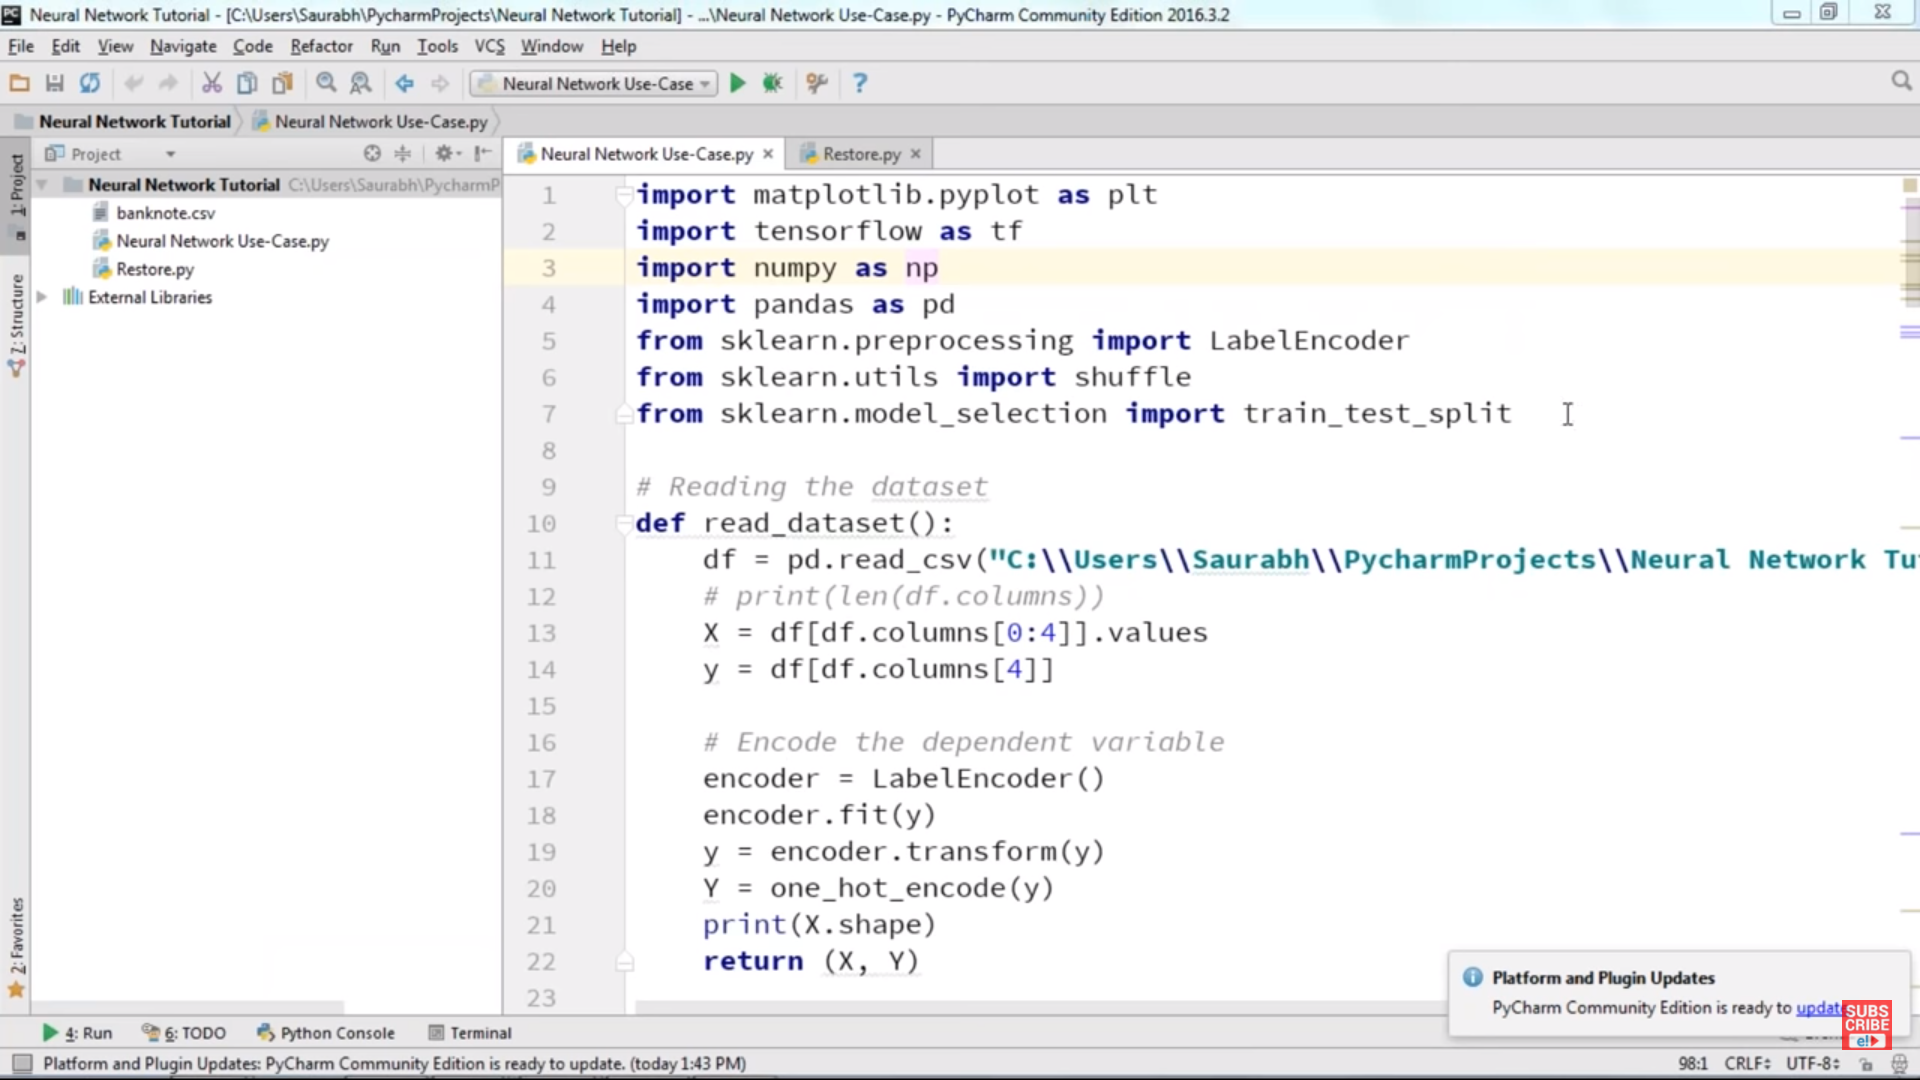 Neural Network Tutorial - [C:\Users\Saurabh\PycharmProjects\Neural Network Tutorial] - ...\Neural Network Use-Case.py - PyCharm Community Edition 2016.3.2
File Edit View Navigate Code Refactor Run Tools VCS Window Help
Neural Network Use-Case
Neural Network Tutorial Neural Network Use-Case.py
Project
Neural Network Use-Case.py Restore.py
1: Project
Neural Network Tutorial C:\Users\Saurabh\PycharmP
banknote.csv
Neural Network Use-Case.py
Restore.py
External Libraries
7: Structure
2: Favorites
1 import matplotlib.pyplot as plt
2 import tensorflow as tf
3 import numpy as np
4 import pandas as pd
5 from sklearn.preprocessing import LabelEncoder
6 from sklearn.utils import shuffle
7 from sklearn.model_selection import train_test_split
8
9 # Reading the dataset
10 def read_dataset():
11 df = pd.read_csv("C:\\Users\\Saurabh\\PycharmProjects\\Neural Network Tu
12 # print(len(df.columns))
13 X = df[df.columns[0:4]].values
14 y = df[df.columns[4]]
15
16 # Encode the dependent variable
17 encoder = LabelEncoder()
18 encoder.fit(y)
19 y = encoder.transform(y)
20 Y = one_hot_encode(y)
21 print(X.shape)
22 return (X, Y)
23
Platform and Plugin Updates
PyCharm Community Edition is ready to update
SUBS
CRIBE
e!
4: Run 6: TODO Python Console Terminal
Platform and Plugin Updates: PyCharm Community Edition is ready to update. (today 1:43 PM)
98:1 CRLF UTF-8